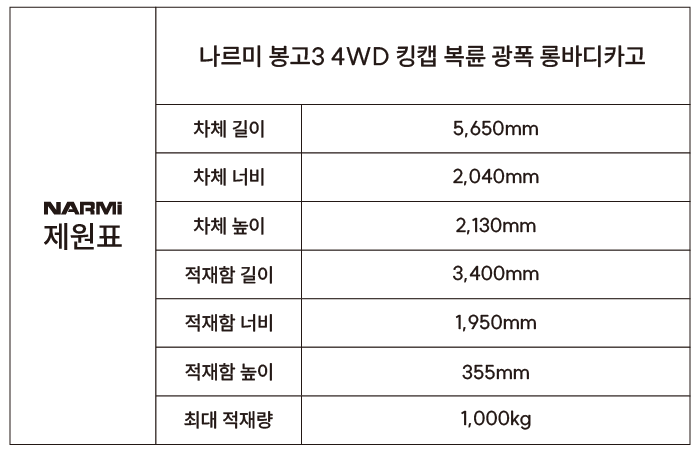 나르미 봉고3 4WD 킹캡 복륜 광폭 롱바디카고
NARMi
제원표
차체 길이 5,650mm
차체 너비 2,040mm
차체 높이 2,130mm
적재함 길이 3,400mm
적재함 너비 1,950mm
적재함 높이 355mm
최대 적재량 1,000kg